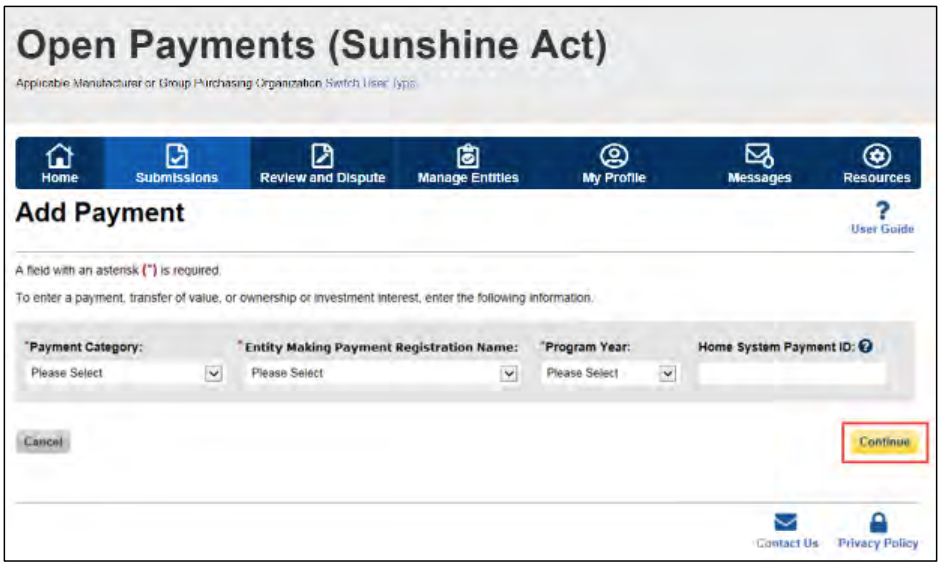 Open Payments (Sunshine Act)
Applicable Manufacturer or Group Purchasing Organization Switch User Type
Home Submissions Review and Dispute Manage Entities My Profile Messages Resources
Add Payment
?
User Guide
A field with an asterisk (*) is required.
To enter a payment, transfer of value, or ownership or investment interest, enter the following information.
*Payment Category: *Entity Making Payment Registration Name: *Program Year: Home System Payment ID: ?
Please Select Please Select Please Select
Cancel Continue
Contact Us Privacy Policy